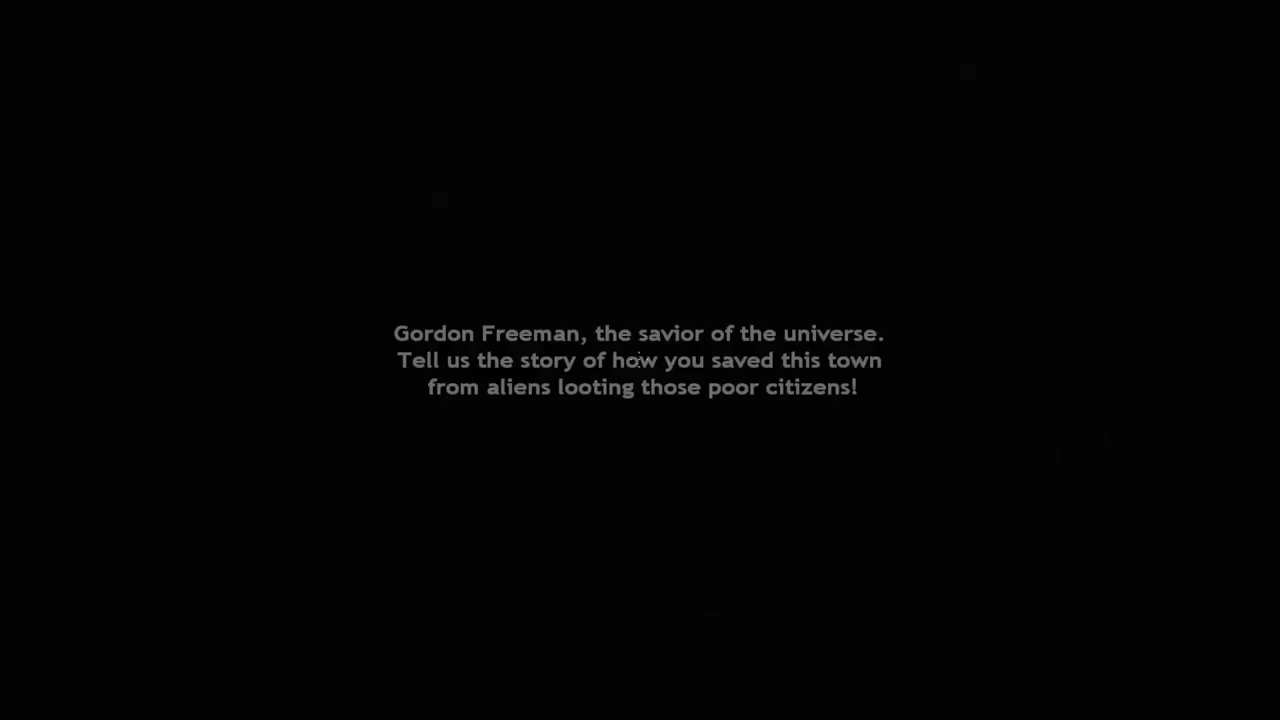 Gordon Freeman, the savior of the universe.
Tell us the story of how you saved this town
from aliens looting those poor citizens!